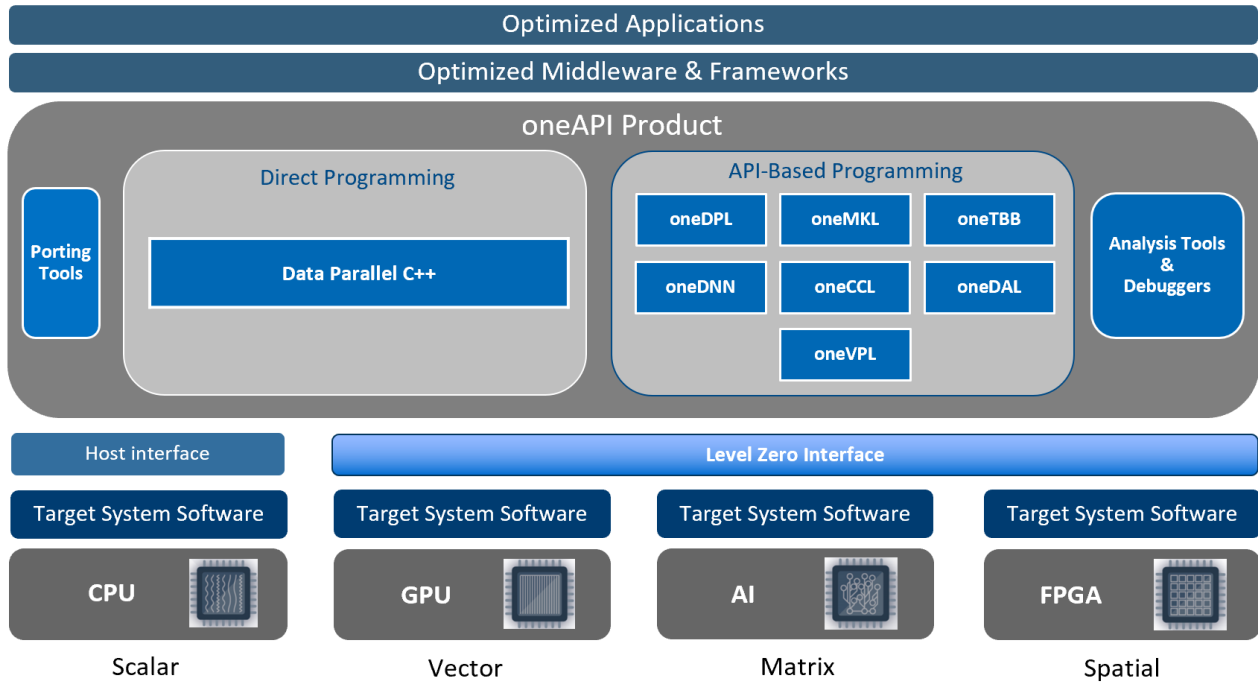 Optimized Applications
Optimized Middleware & Frameworks
oneAPI Product
Porting
Tools
Direct Programming
Data Parallel C++
API-Based Programming
oneDPL
oneMKL
oneTBB
oneDNN
oneCCL
oneDAL
oneVPL
Analysis Tools
&
Debuggers
Host interface
Level Zero Interface
Target System Software
Target System Software
Target System Software
Target System Software
CPU
GPU
AI
FPGA
Scalar
Vector
Matrix
Spatial